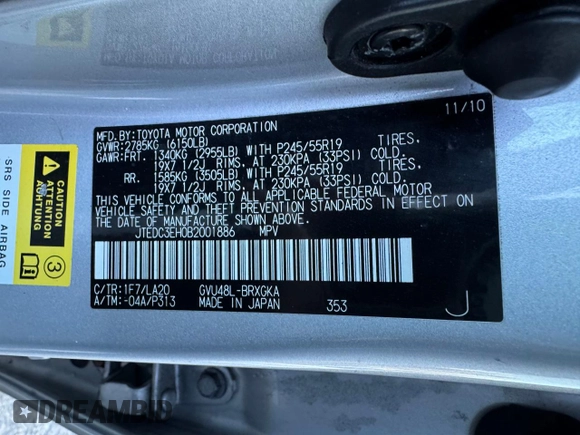 11/10
MFD.BY:TOYOTA MOTOR CORPORATION
GVWR:2785KG (6150LB)
GAWR:FRT. 1340KG (2955LB) WITH P245/55R19 TIRES,
19X7 1/2J RIMS, AT 230KPA (33PSI) COLD.
RR. 1585KG (3505LB) WITH P245/55R19 TIRES,
19X7 1/2J RIMS, AT 230KPA (33PSI) COLD.
THIS VEHICLE CONFORMS TO ALL APPLICABLE FEDERAL MOTOR
VEHICLE SAFETY AND THEFT PREVENTION STANDARDS IN EFFECT ON
THE DATE OF MANUFACTURE SHOWN ABOVE.
JTEDC3EH0B2001886 MPV
C/TR:1F7/LA20 GVU48L-BRXGKA
A/TM:-04A/P313 MADE IN JAPAN 353
J
SRS SIDE AIRBAG
3
DREAMBID